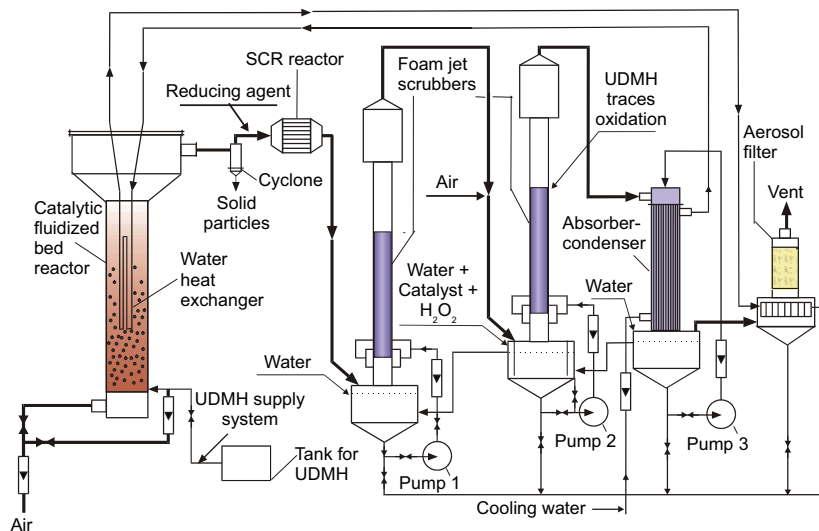 SCR reactor
Reducing agent
Foam jet
scrubbers
UDMH
traces
oxidation
Aerosol
filter
Vent
Cyclone
Solid
particles
Air
Catalytic
fluidized
bed
reactor
Water
heat
exchanger
Absorber-
condenser
Water +
Catalyst +
H₂O₂
Water
Water
UDMH supply
system
Tank for
UDMH
Pump 1
Pump 2
Pump 3
Cooling water
Air